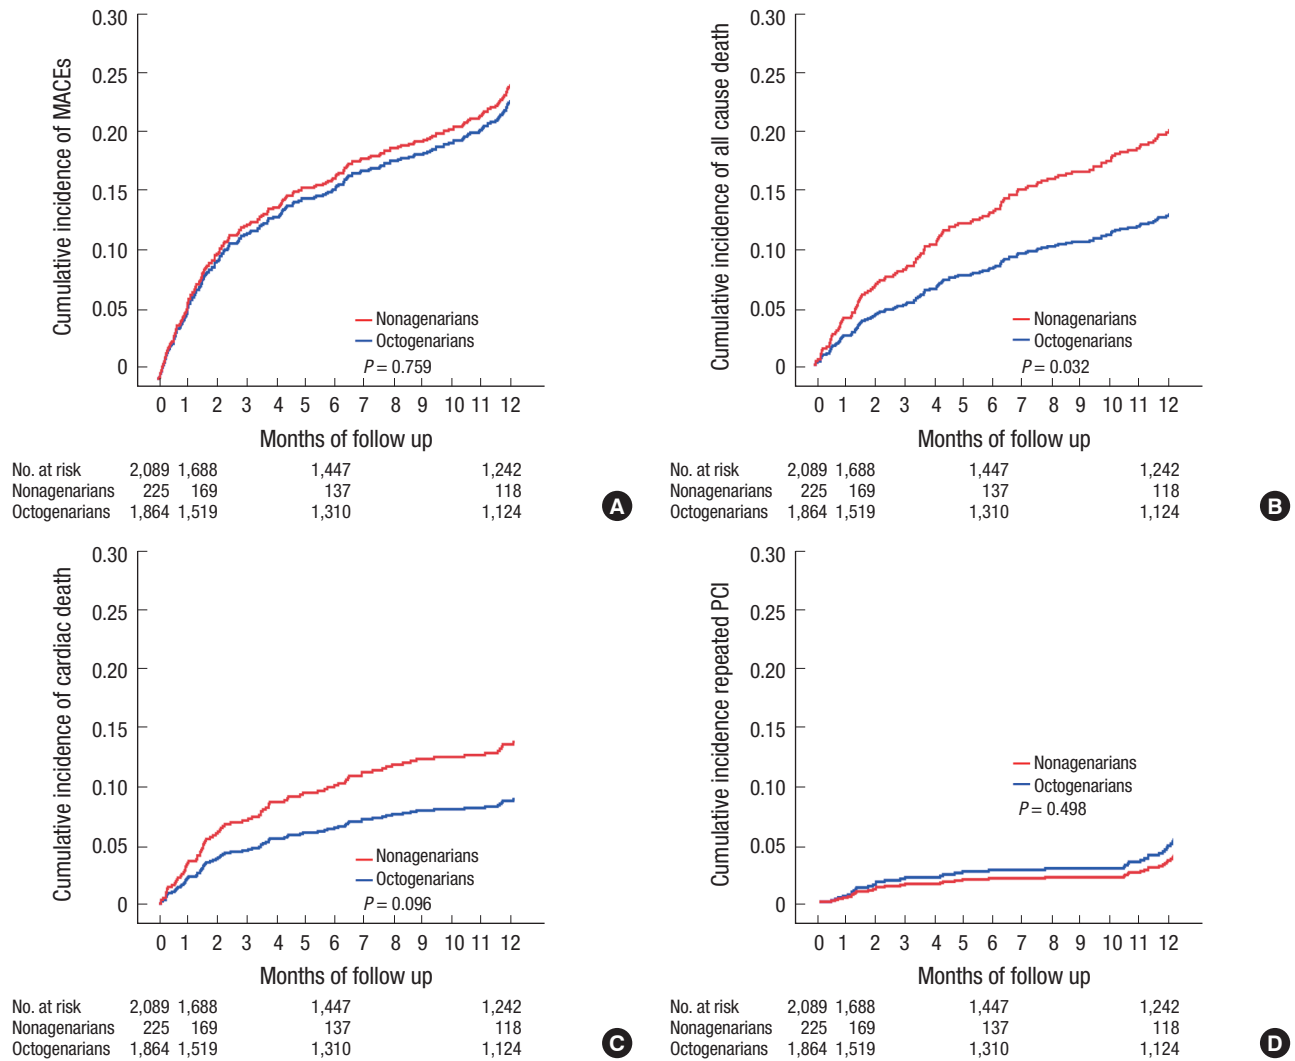 Cumulative incidence of MACEs
0.30
0.25
0.20
0.15
0.10
0.05
0
Nonagenarians
Octogenarians
P = 0.759
0 1 2 3 4 5 6 7 8 9 10 11 12
Months of follow up
No. at risk 2,089 1,688 1,447 1,242
Nonagenarians 225 169 137 118
Octogenarians 1,864 1,519 1,310 1,124
A
Cumulative incidence of all cause death
0.30
0.25
0.20
0.15
0.10
0.05
0
Nonagenarians
Octogenarians
P = 0.032
0 1 2 3 4 5 6 7 8 9 10 11 12
Months of follow up
No. at risk 2,089 1,688 1,447 1,242
Nonagenarians 225 169 137 118
Octogenarians 1,864 1,519 1,310 1,124
B
Cumulative incidence of cardiac death
0.30
0.25
0.20
0.15
0.10
0.05
0
Nonagenarians
Octogenarians
P = 0.096
0 1 2 3 4 5 6 7 8 9 10 11 12
Months of follow up
No. at risk 2,089 1,688 1,447 1,242
Nonagenarians 225 169 137 118
Octogenarians 1,864 1,519 1,310 1,124
C
Cumulative incidence repeated PCI
0.30
0.25
0.20
0.15
0.10
0.05
0
Nonagenarians
Octogenarians
P = 0.498
0 1 2 3 4 5 6 7 8 9 10 11 12
Months of follow up
No. at risk 2,089 1,688 1,447 1,242
Nonagenarians 225 169 137 118
Octogenarians 1,864 1,519 1,310 1,124
D